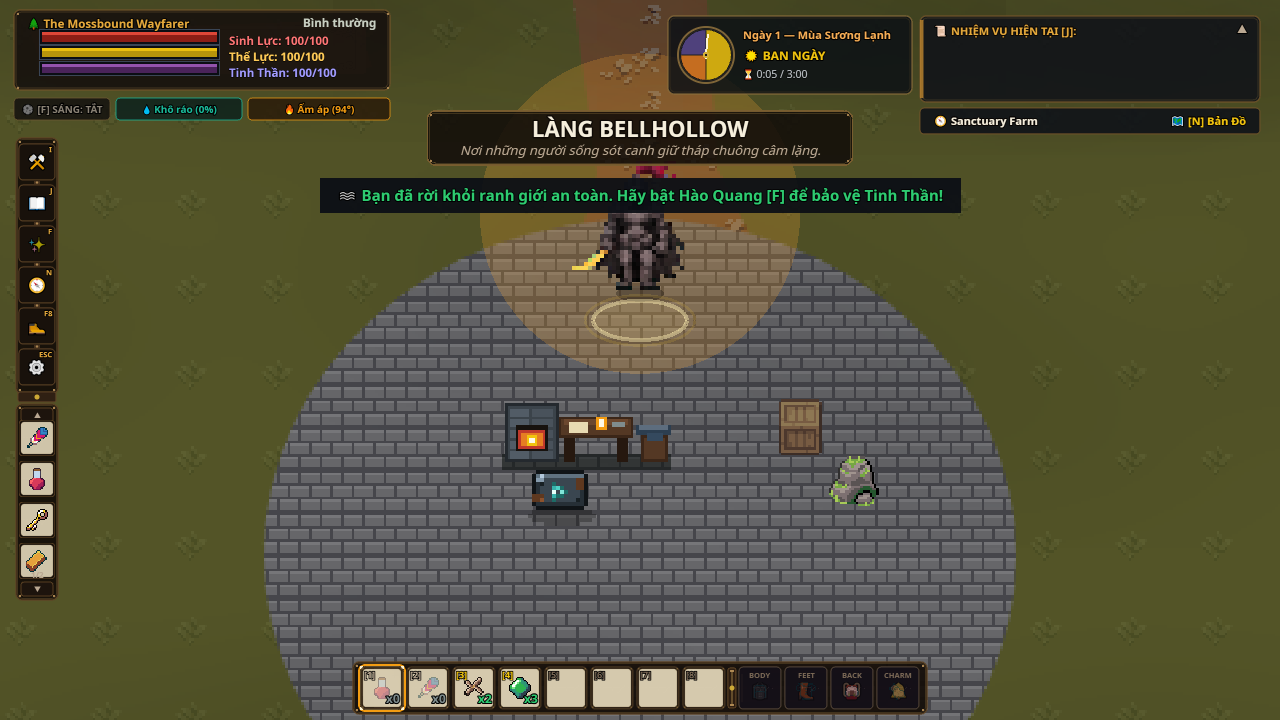 The Mossbound Wayfarer
Bình thường
Sinh Lực: 100/100
Thể Lực: 100/100
Tinh Thần: 100/100
[F] SÁNG: TẮT
Khô ráo (0%)
Ấm áp (94°)
Ngày 1 — Mùa Sương Lạnh
BAN NGÀY
0:05 / 3:00
NHIỆM VỤ HIỆN TẠI [J]:
Sanctuary Farm
[N] Bản Đồ
LÀNG BELLHOLLOW
Nơi những người sống sót canh giữ tháp chuông câm lặng.
Bạn đã rời khỏi ranh giới an toàn. Hãy bật Hào Quang [F] để bảo vệ Tinh Thần!
I
J
F
N
F8
ESC
[1]
x0
[2]
x0
[3]
x2
[4]
x3
[5]
[6]
[7]
[8]
BODY
FEET
BACK
CHARM